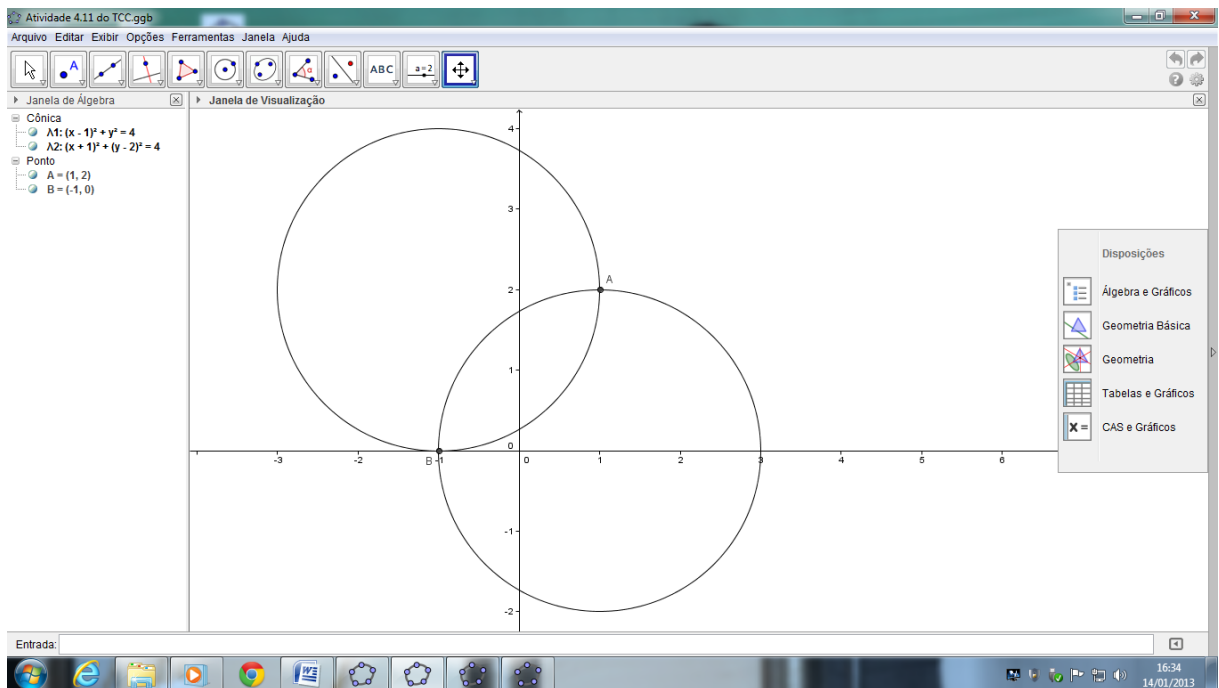 Atividade 4.11 do TCC.ggb
Arquivo Editar Exibir Opções Ferramentas Janela Ajuda
A
α
ABC
a=2
Janela de Álgebra
Janela de Visualização
Cônica
λ1: (x - 1)² + y² = 4
λ2: (x + 1)² + (y - 2)² = 4
Ponto
A = (1, 2)
B = (-1, 0)
4
3
A
2
1
0
B -1
-3 -2 0 1 2 3 4 5 6
-1
-2
Disposições
Álgebra e Gráficos
Geometria Básica
Geometria
Tabelas e Gráficos
X = CAS e Gráficos
Entrada:
16:34
14/01/2013